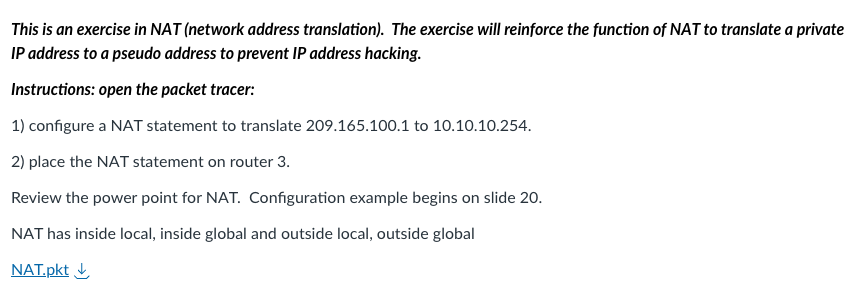 This is an exercise in NAT (network address translation).  The exercise will reinforce the function of NAT to translate a private
IP address to a pseudo address to prevent IP address hacking.
Instructions: open the packet tracer:
1) configure a NAT statement to translate 209.165.100.1 to 10.10.10.254.
2) place the NAT statement on router 3.
Review the power point for NAT.  Configuration example begins on slide 20.
NAT has inside local, inside global and outside local, outside global
NAT.pkt